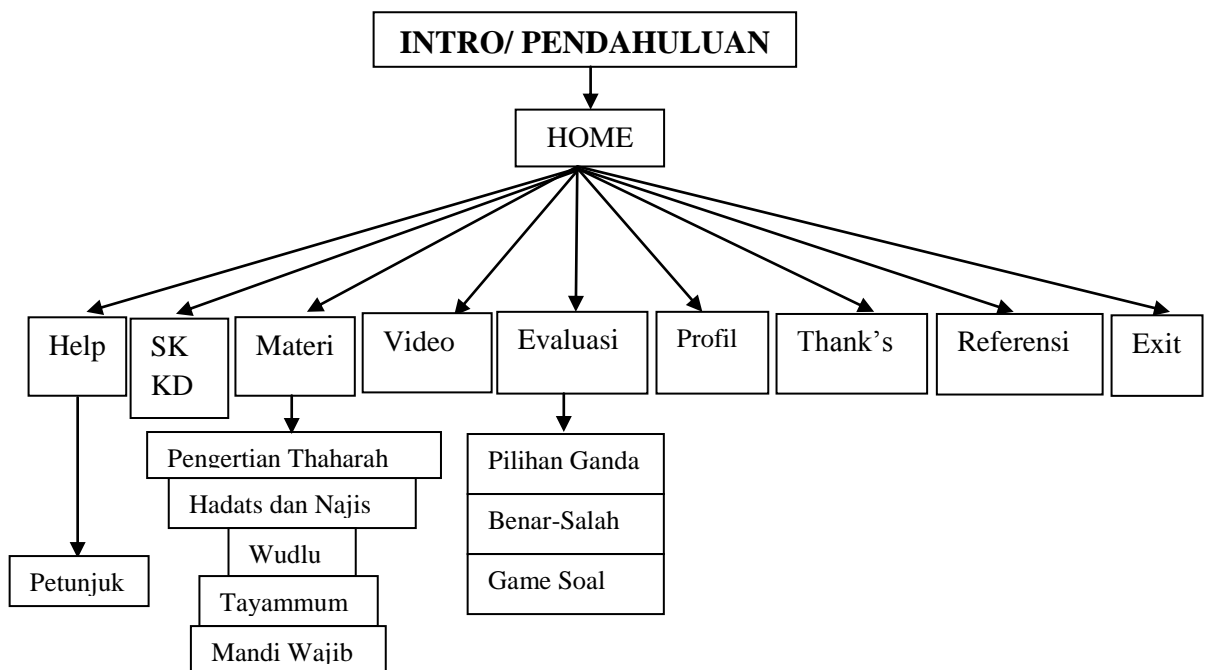 INTRO/ PENDAHULUAN
HOME
Help
SK
KD
Materi
Video
Evaluasi
Profil
Thank’s
Referensi
Exit
Petunjuk
Pengertian Thaharah
Hadats dan Najis
Wudlu
Tayammum
Mandi Wajib
Pilihan Ganda
Benar-Salah
Game Soal